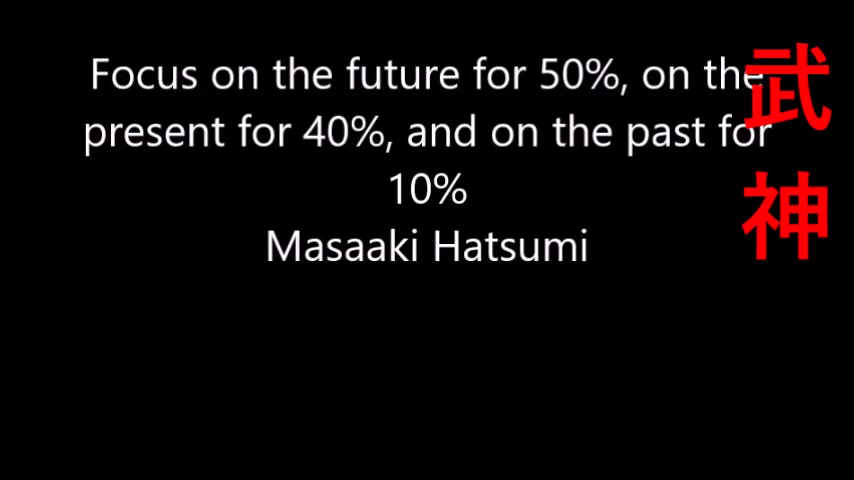 Focus on the future for 50%, on the
present for 40%, and on the past for
10%
Masaaki Hatsumi
武
神